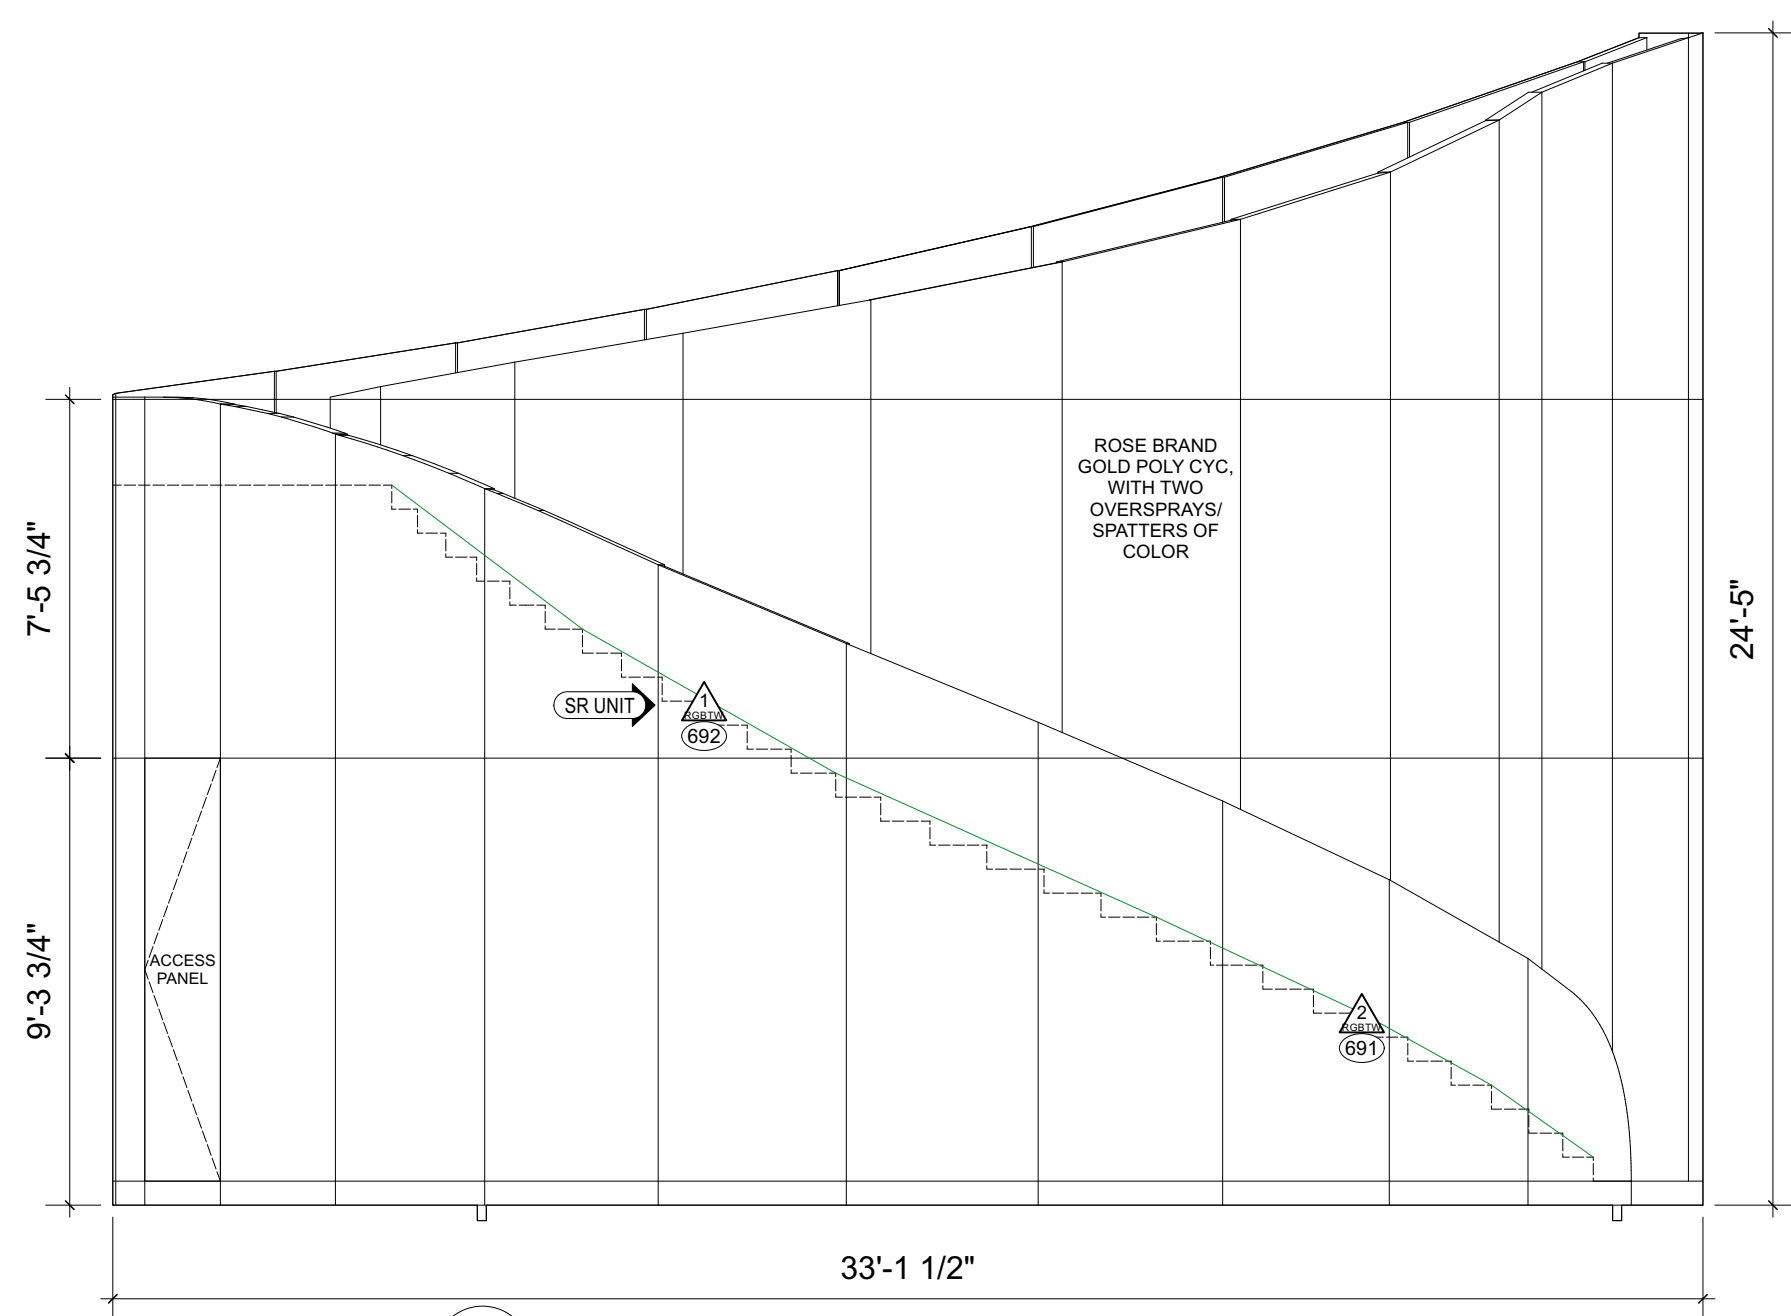 ROSE BRAND
GOLD POLY CYC,
WITH TWO
OVERSPRAYS/
SPATTERS OF
COLOR
7'-5 3/4"
24'-5"
SR UNIT
1
RGBTW
692
ACCESS
PANEL
9'-3 3/4"
2
RGBTW
691
33'-1 1/2"